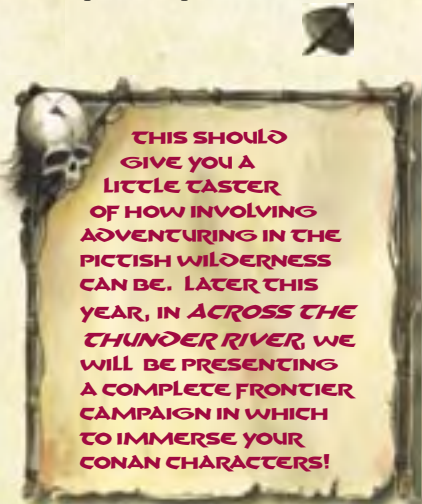 THIS SHOULD
GIVE YOU A
LITTLE TASTER
OF HOW INVOLVING
ADVENTURING IN THE
PICTISH WILDERNESS
CAN BE. LATER THIS
YEAR, IN ACROSS THE
THUNDER RIVER, WE
WILL BE PRESENTING
A COMPLETE FRONTIER
CAMPAIGN IN WHICH
TO IMMERSE YOUR
CONAN CHARACTERS!